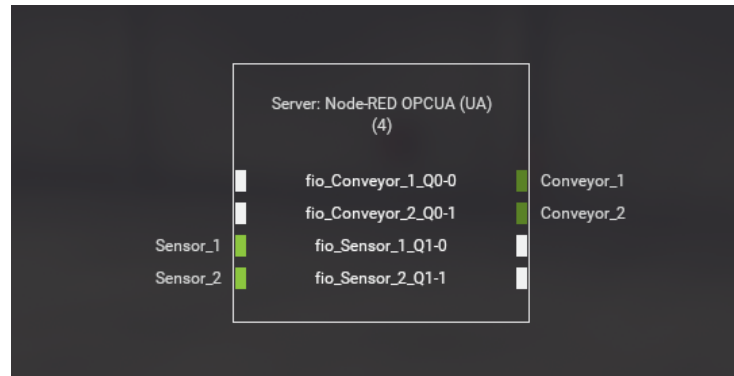 Server: Node-RED OPCUA (UA)
(4)
fio_Conveyor_1_Q0-0 Conveyor_1
fio_Conveyor_2_Q0-1 Conveyor_2
Sensor_1 fio_Sensor_1_Q1-0
Sensor_2 fio_Sensor_2_Q1-1